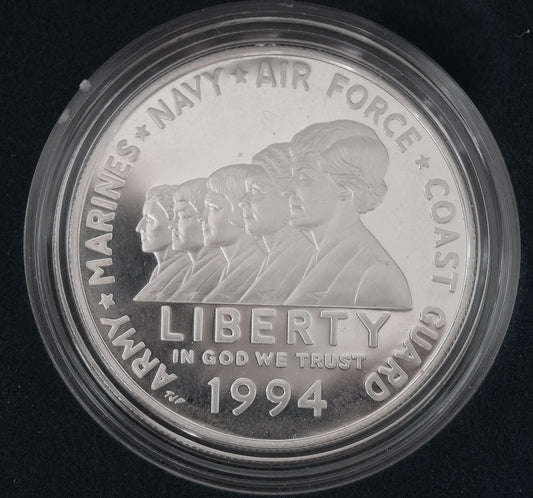 ARMY ★ MARINES ★ NAVY ★ AIR FORCE ★ COAST GUARD
LIBERTY
IN GOD WE TRUST
1994